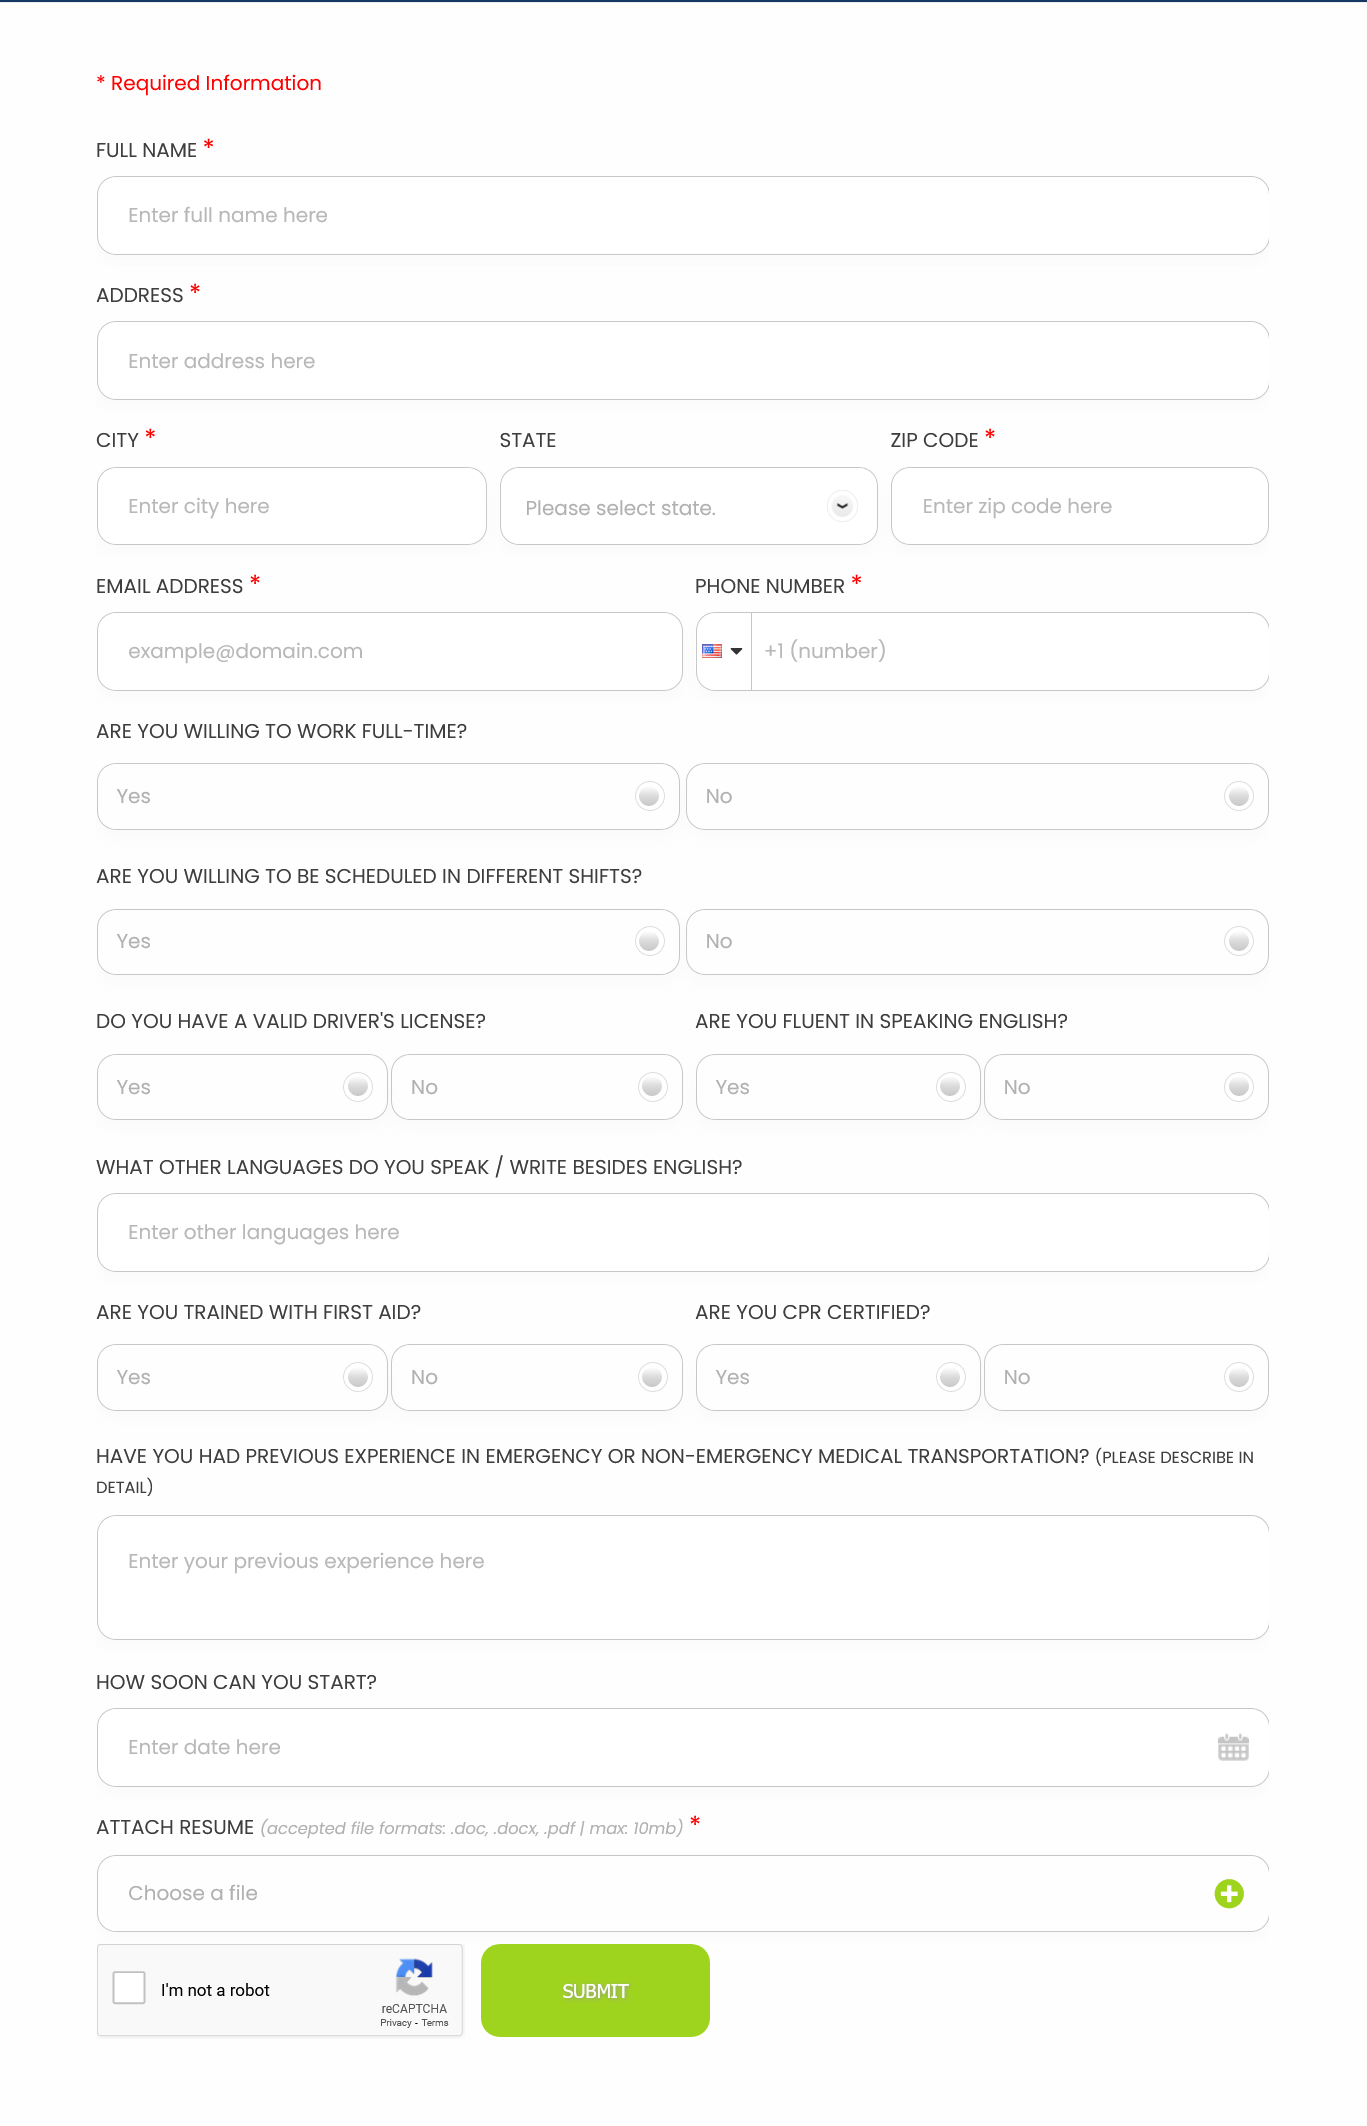 * Required Information
FULL NAME *
Enter full name here
ADDRESS *
Enter address here
CITY * STATE ZIP CODE *
Enter city here Please select state. Enter zip code here
EMAIL ADDRESS * PHONE NUMBER *
example@domain.com +1 (number)
ARE YOU WILLING TO WORK FULL-TIME?
Yes No
ARE YOU WILLING TO BE SCHEDULED IN DIFFERENT SHIFTS?
Yes No
DO YOU HAVE A VALID DRIVER'S LICENSE? ARE YOU FLUENT IN SPEAKING ENGLISH?
Yes No Yes No
WHAT OTHER LANGUAGES DO YOU SPEAK / WRITE BESIDES ENGLISH?
Enter other languages here
ARE YOU TRAINED WITH FIRST AID? ARE YOU CPR CERTIFIED?
Yes No Yes No
HAVE YOU HAD PREVIOUS EXPERIENCE IN EMERGENCY OR NON-EMERGENCY MEDICAL TRANSPORTATION? (PLEASE DESCRIBE IN
DETAIL)
Enter your previous experience here
HOW SOON CAN YOU START?
Enter date here
ATTACH RESUME (accepted file formats: .doc, .docx, .pdf | max: 10mb) *
Choose a file
I'm not a robot
reCAPTCHA
Privacy - Terms
SUBMIT